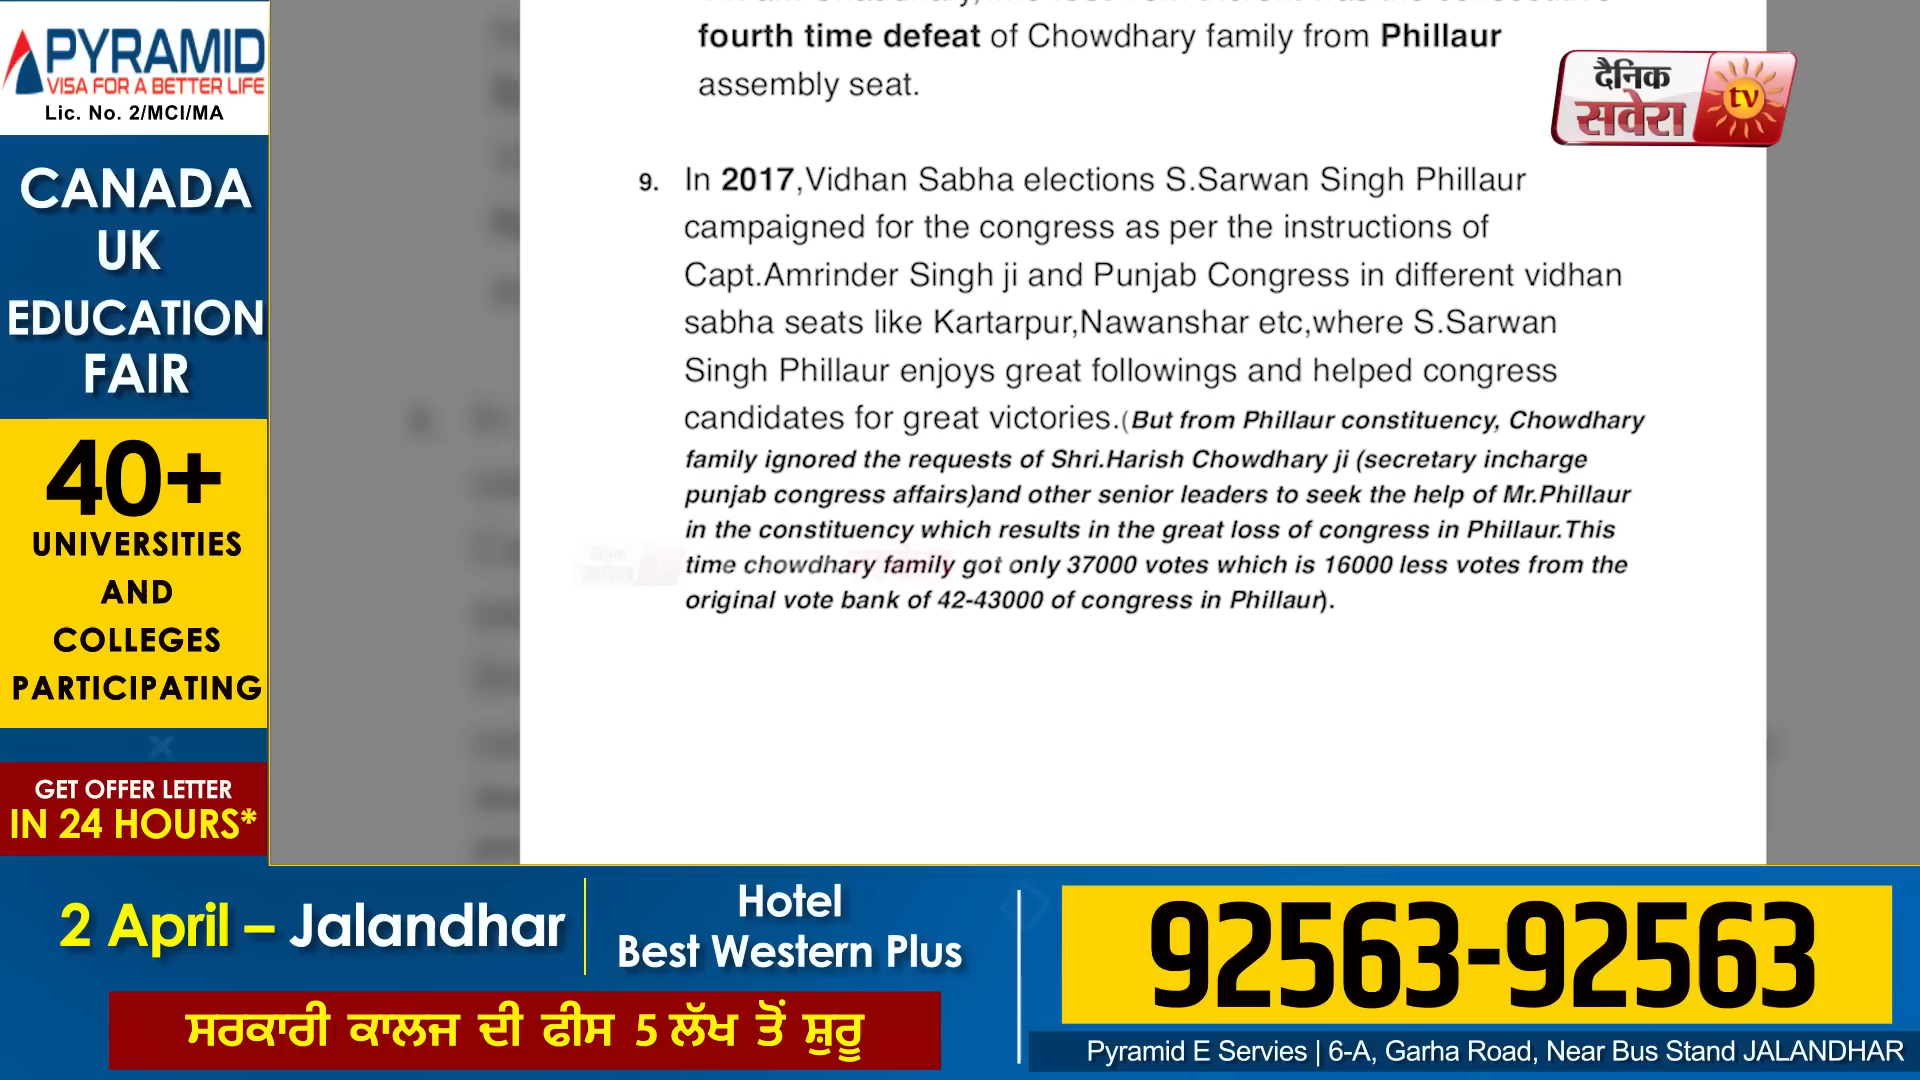 PYRAMID
VISA FOR A BETTER LIFE
Lic. No. 2/MCI/MA
CANADA
UK
EDUCATION
FAIR
40+
UNIVERSITIES
AND
COLLEGES
PARTICIPATING
GET OFFER LETTER
IN 24 HOURS*
fourth time defeat of Chowdhary family from Phillaur
assembly seat.
दैनिक
सवेरा
tv
9. In 2017,Vidhan Sabha elections S.Sarwan Singh Phillaur
campaigned for the congress as per the instructions of
Capt.Amrinder Singh ji and Punjab Congress in different vidhan
sabha seats like Kartarpur,Nawanshar etc,where S.Sarwan
Singh Phillaur enjoys great followings and helped congress
candidates for great victories.(But from Phillaur constituency, Chowdhary
family ignored the requests of Shri.Harish Chowdhary ji (secretary incharge
punjab congress affairs)and other senior leaders to seek the help of Mr.Phillaur
in the constituency which results in the great loss of congress in Phillaur.This
time chowdhary family got only 37000 votes which is 16000 less votes from the
original vote bank of 42-43000 of congress in Phillaur).
2 April – Jalandhar
Hotel
Best Western Plus
ਸਰਕਾਰੀ ਕਾਲਜ ਦੀ ਫੀਸ 5 ਲੱਖ ਤੋਂ ਸ਼ੁਰੂ
92563-92563
Pyramid E Servies | 6-A, Garha Road, Near Bus Stand JALANDHAR